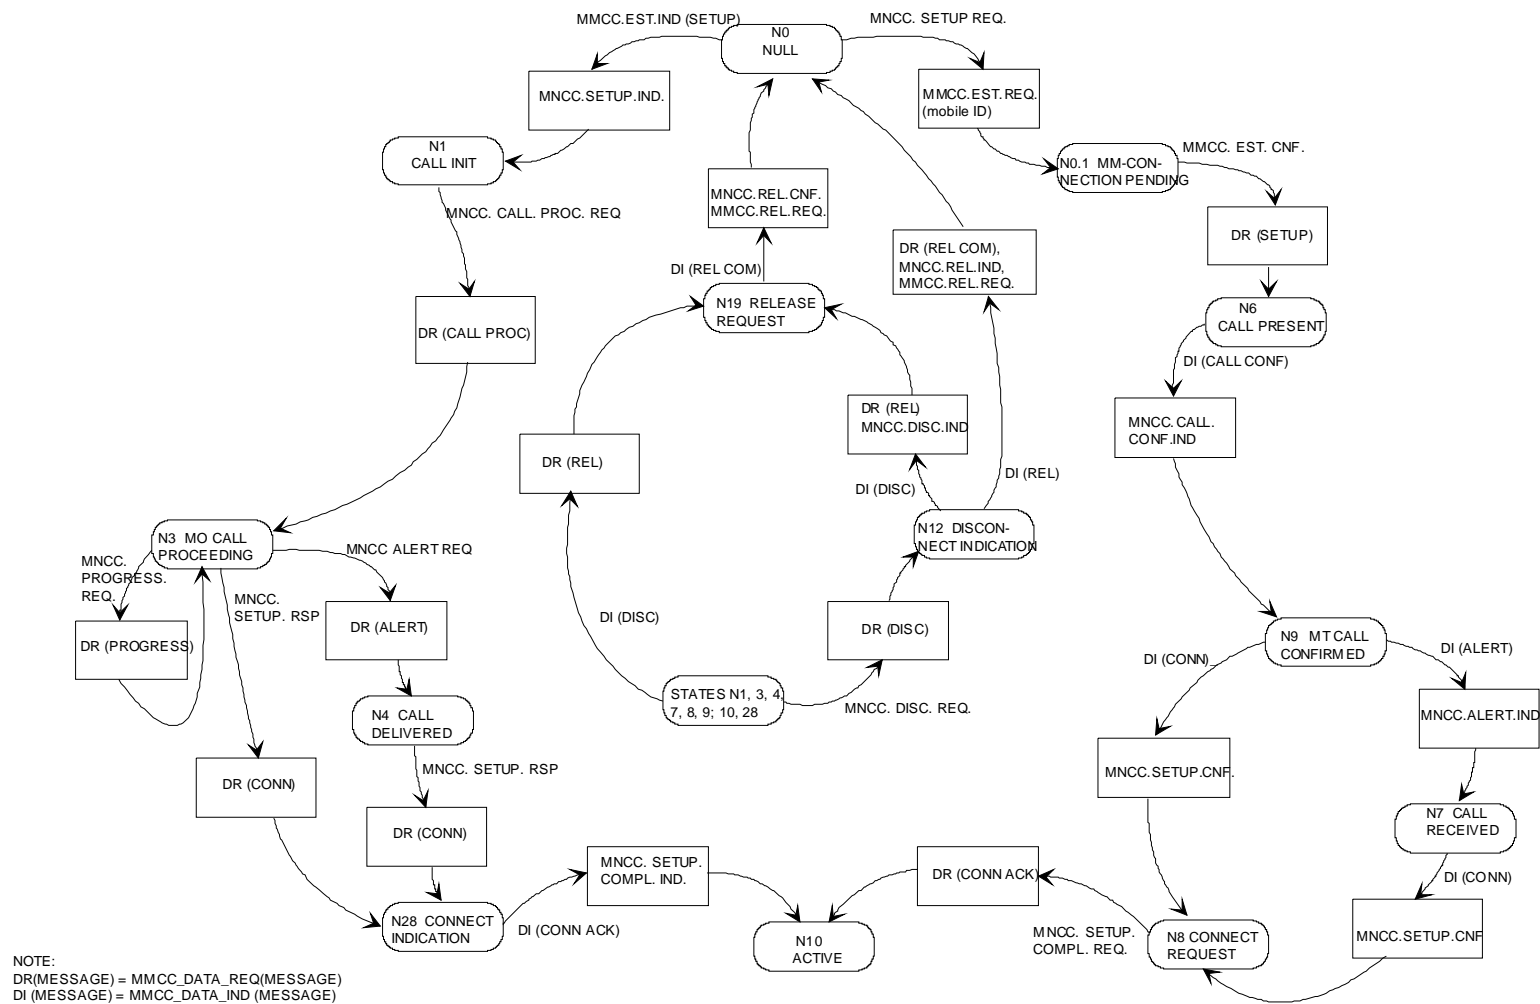 MMCC.EST.IND (SETUP)
N0
NULL
MNCC. SETUP REQ.
MNCC.SETUP.IND.
MMCC.EST.REQ.
(mobile ID)
N1
CALL INIT
N0.1 MM-CON-
NECTION PENDING
MMCC. EST. CNF.
MNCC. CALL. PROC. REQ
MNCC.REL.CNF.
MMCC.REL.REQ.
DR (SETUP)
DR (REL COM),
MNCC.REL.IND,
MMCC.REL.REQ.
DI (REL COM)
N19 RELEASE
REQUEST
N6
CALL PRESENT
DR (CALL PROC)
DI (CALL CONF)
DR (REL)
MNCC.DISC.IND
MNCC. CALL.
CONF.IND
DR (REL)
DI (DISC)
DI (REL)
N3 MO CALL
PROCEEDING
MNCC ALERT REQ
N12 DISCON-
NECT INDICATION
MNCC.
PROGRESS.
REQ.
MNCC.
SETUP. RSP
DR (PROGRESS)
DR (ALERT)
DI (DISC)
DR (DISC)
N9 MT CALL
CONFIRMED
DI (CONN)
DI (ALERT)
STATES N1, 3, 4,
7, 8, 9; 10, 28
MNCC. DISC. REQ.
N4 CALL
DELIVERED
MNCC.ALERT.IND
MNCC. SETUP. RSP
DR (CONN)
MNCC.SETUP.CNF.
DR (CONN)
N7 CALL
RECEIVED
MNCC. SETUP.
COMPL. IND.
DR (CONN ACK)
DI (CONN)
N28 CONNECT
INDICATION
DI (CONN ACK)
N10
ACTIVE
MNCC. SETUP.
COMPL. REQ.
N8 CONNECT
REQUEST
MNCC.SETUP.CNF
NOTE:
DR(MESSAGE) = MMCC_DATA_REQ(MESSAGE)
DI (MESSAGE) = MMCC_DATA_IND (MESSAGE)